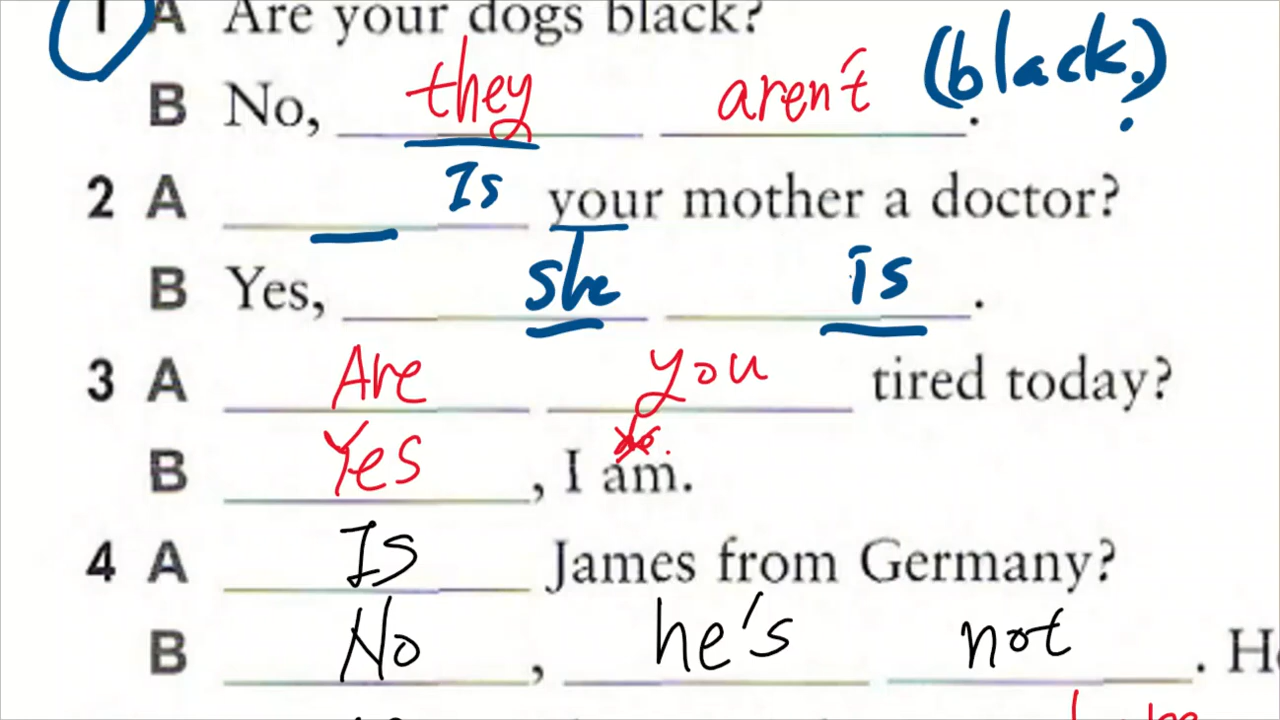 1 A Are your dogs black?
B No, they aren't. (black.)
2 A Is your mother a doctor?
B Yes, she is.
3 A Are you tired today?
B Yes, I am.
4 A Is James from Germany?
B No, he's not. He